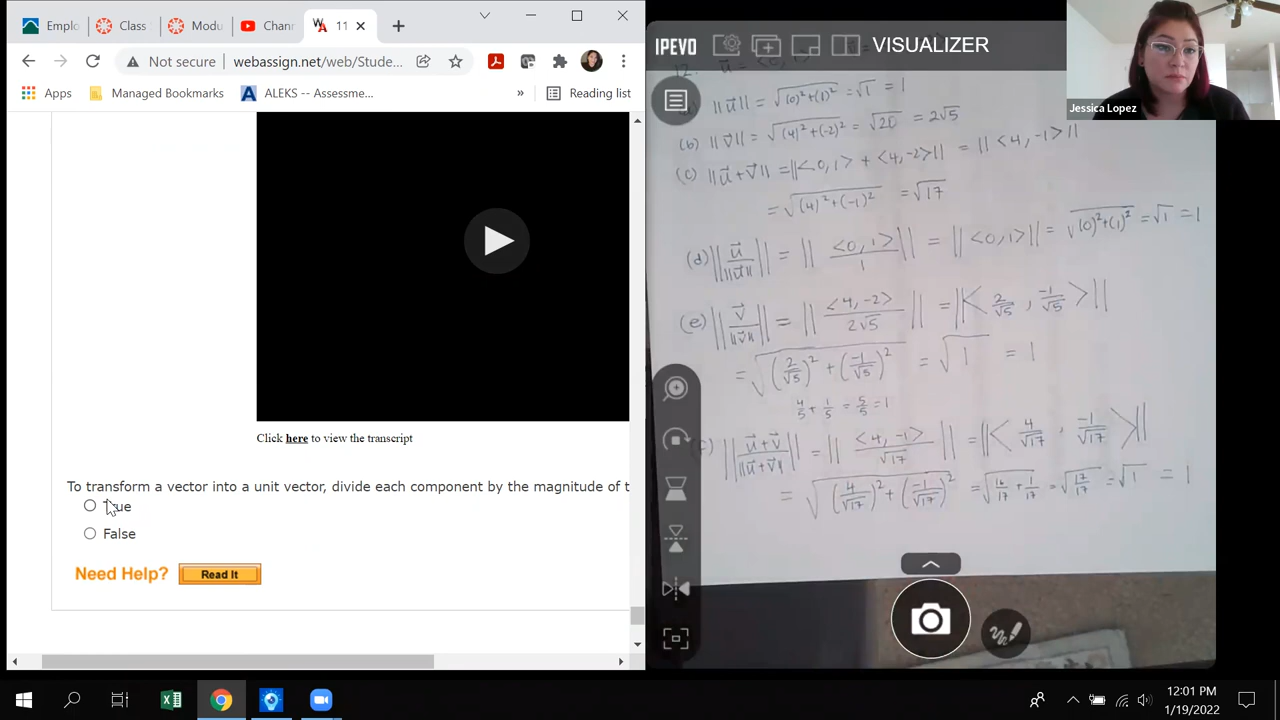 Emplo
Class
Modu
Chann
11
Not secure
webassign.net/web/Stude...
Apps
Managed Bookmarks
ALEKS -- Assessme...
»
Reading list
Click here to view the transcript
To transform a vector into a unit vector, divide each component by the magnitude of t
True
False
Need Help?
Read It
IPEVO
VISUALIZER
Jessica Lopez
||u⃗|| = √(0)²+(1)² = √1 = 1
(b) ||v⃗|| = √(4)²+(-2)² = √20 = 2√5
(c) ||u⃗+v⃗|| = ||<0,1> + <4,-2>|| = ||<4,-1>||
= √(4)²+(-1)² = √17
(d) ||u⃗/||u⃗|| || = || <0,1>/1 || = ||<0,1>|| = √(0)²+(1)² = √1 = 1
(e) ||v⃗/||v⃗|| || = || <4,-2>/2√5 || = ||<2/√5, -1/√5>||
= √(2/√5)² + (-1/√5)² = √1 = 1
4/5 + 1/5 = 5/5 = 1
||u⃗+v⃗/||u⃗+v⃗|| || = || <4,-1>/√17 || = ||<4/√17, -1/√17>||
= √(4/√17)² + (-1/√17)² = √16/17 + 1/17 = √17/17 = √1 = 1
12:01 PM
1/19/2022